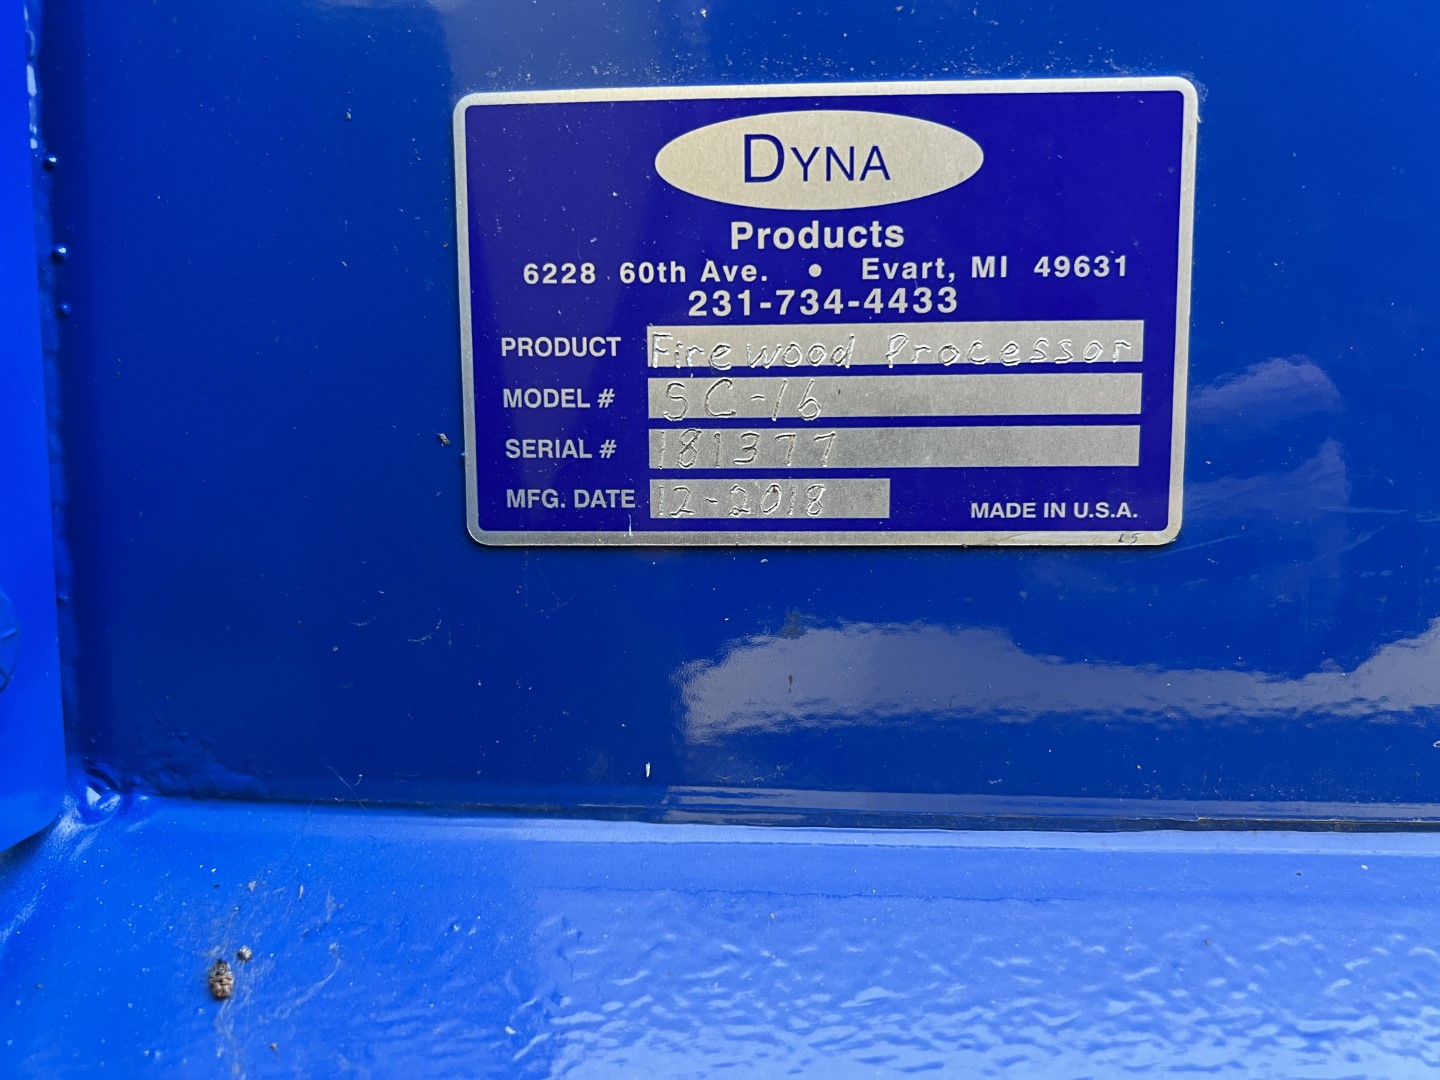 DYNA
Products
6228 60th Ave. • Evart, MI 49631
231-734-4433
PRODUCT Firewood Processor
MODEL # SC-16
SERIAL # 181377
MFG. DATE 12-2018
MADE IN U.S.A.